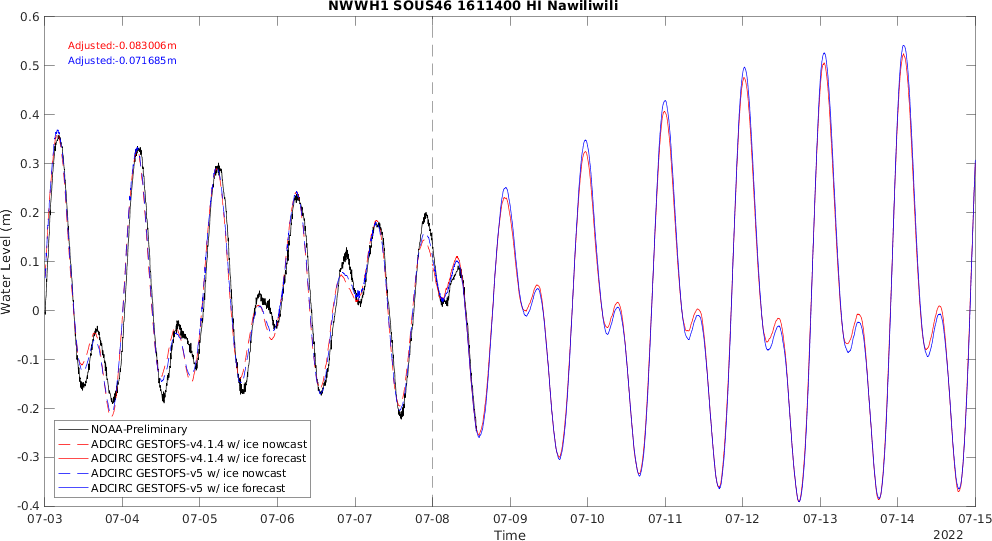 NWWH1 SOUS46 1611400 HI Nawiliwili
0.6
0.5
0.4
0.3
0.2
0.1
0
-0.1
-0.2
-0.3
-0.4
Water Level (m)
Adjusted:-0.083006m
Adjusted:-0.071685m
NOAA-Preliminary
ADCIRC GESTOFS-v4.1.4 w/ ice nowcast
ADCIRC GESTOFS-v4.1.4 w/ ice forecast
ADCIRC GESTOFS-v5 w/ ice nowcast
ADCIRC GESTOFS-v5 w/ ice forecast
07-03 07-04 07-05 07-06 07-07 07-08 07-09 07-10 07-11 07-12 07-13 07-14 07-15
Time
2022